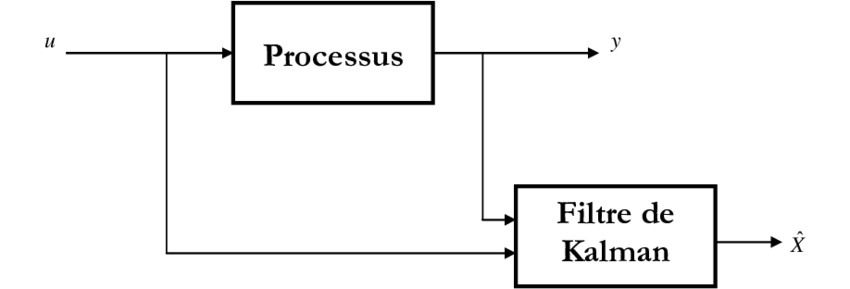 u
Processus
y
Filtre de
Kalman
X̂